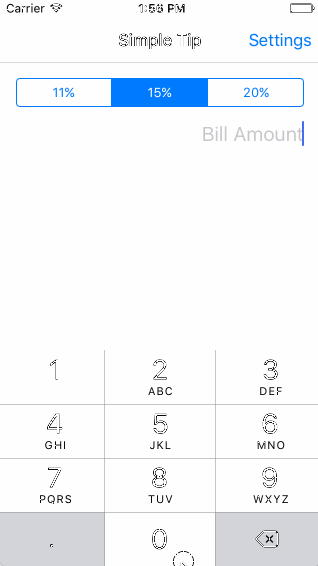 Carrier 1:56 PM
Simple Tip Settings
11% 15% 20%
Bill Amount
1 2 3
ABC DEF
4 5 6
GHI JKL MNO
7 8 9
PQRS TUV WXYZ
. 0